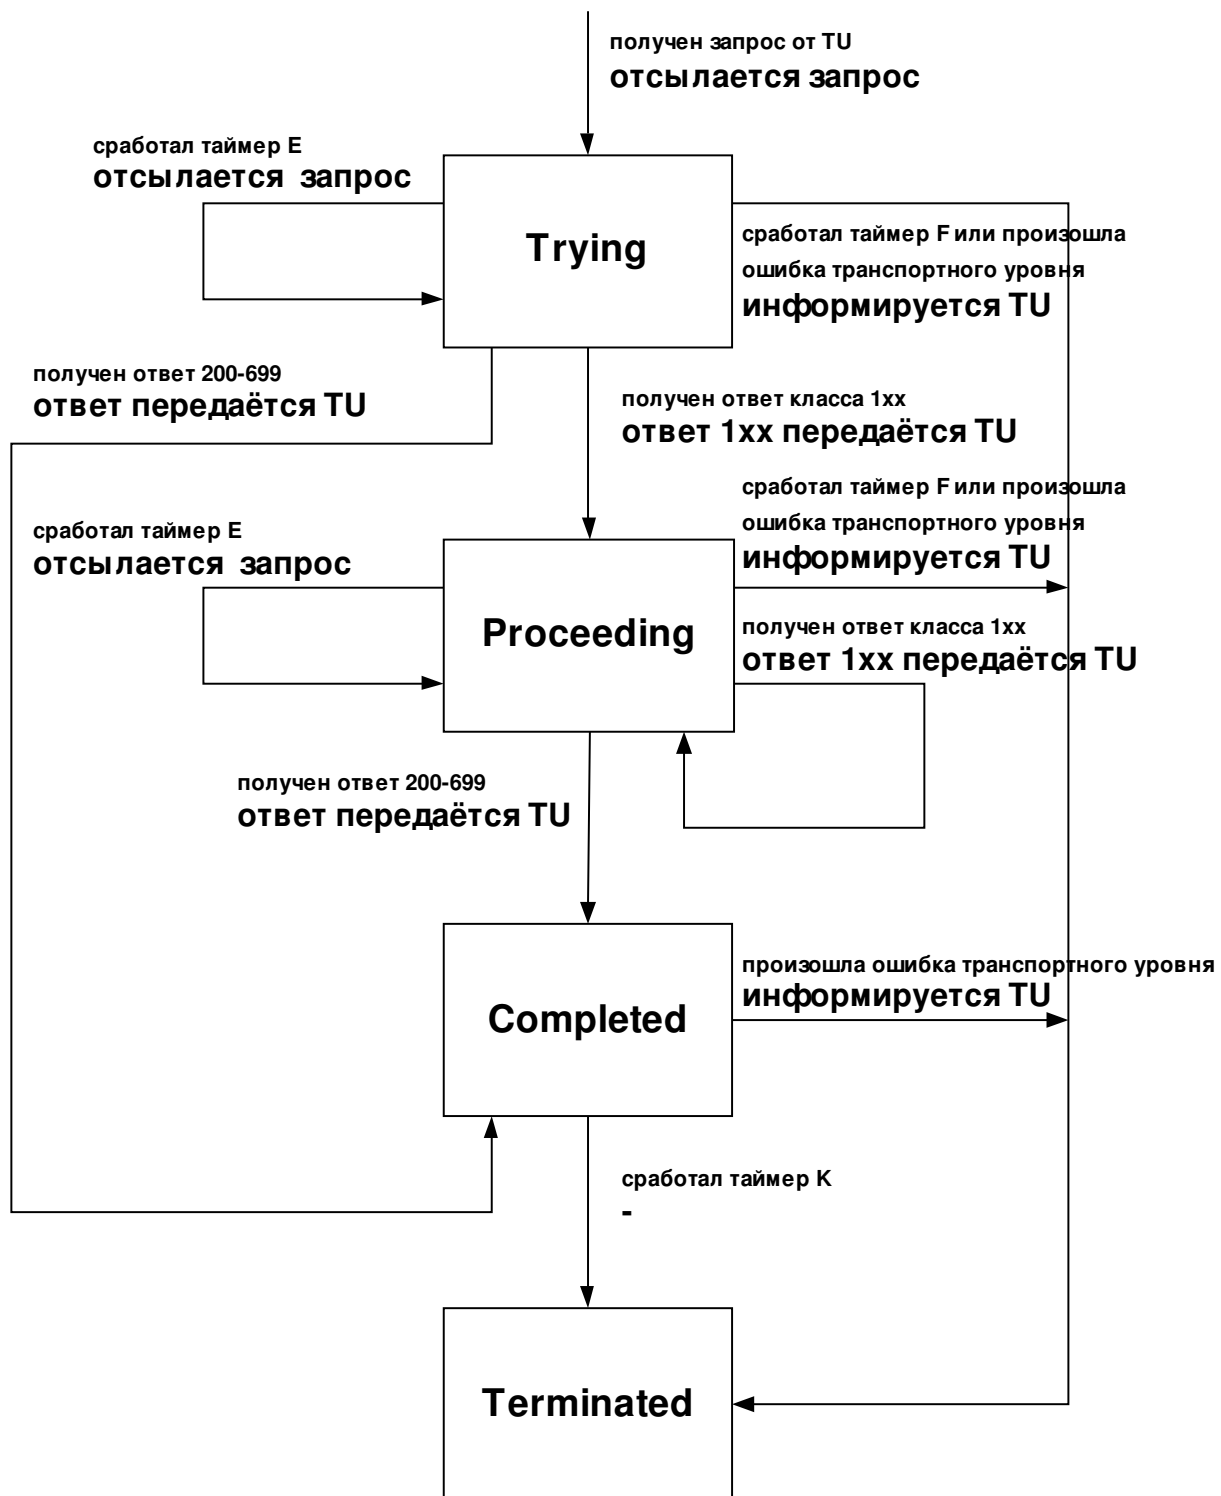 получен запрос от TU
отсылается запрос
сработал таймер E
отсылается запрос
Trying
сработал таймер F или произошла
ошибка транспортного уровня
информируется TU
получен ответ 200-699
ответ передаётся TU
получен ответ класса 1xx
ответ 1xx передаётся TU
сработал таймер F или произошла
ошибка транспортного уровня
информируется TU
сработал таймер E
отсылается запрос
Proceeding
получен ответ класса 1xx
ответ 1xx передаётся TU
получен ответ 200-699
ответ передаётся TU
произошла ошибка транспортного уровня
информируется TU
Completed
сработал таймер K
-
Terminated